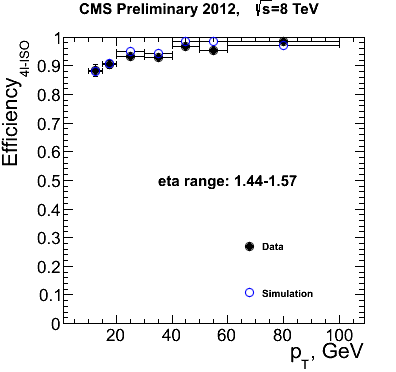 CMS Preliminary 2012, √s=8 TeV
Efficiency_4l-ISO
1
0.9
0.8
0.7
0.6
0.5
0.4
0.3
0.2
0.1
0
eta range: 1.44-1.57
Data
Simulation
20 40 60 80 100
p_T, GeV